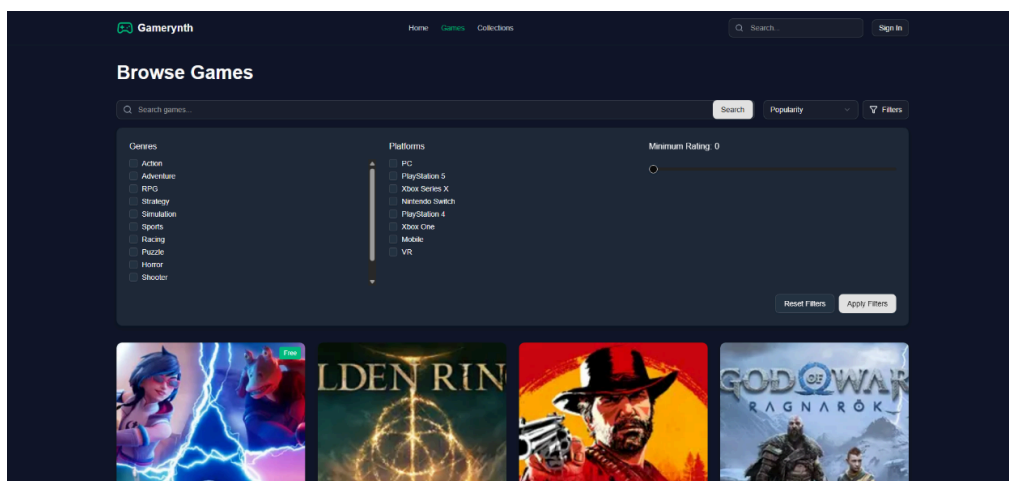 Gamerynth
Home Games Collections
Search...
Sign In
Browse Games
Search games...
Search
Popularity
Filters
Genres
Action
Adventure
RPG
Strategy
Simulation
Sports
Racing
Puzzle
Horror
Shooter
Platforms
PC
PlayStation 5
Xbox Series X
Nintendo Switch
PlayStation 4
Xbox One
Mobile
VR
Minimum Rating: 0
Reset Filters
Apply Filters
Free
LDEN RIN
GOD OF WAR
RAGNARÖK